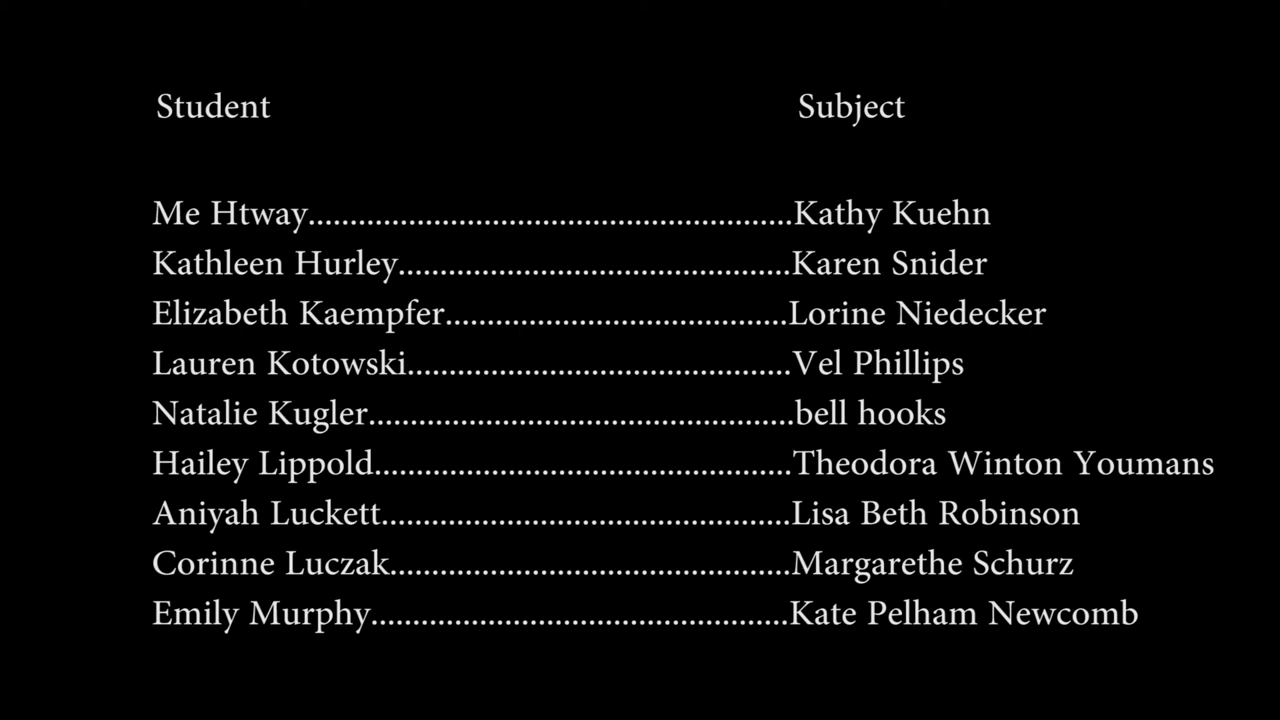 Student Subject
Me Htway..........................................................Kathy Kuehn
Kathleen Hurley...............................................Karen Snider
Elizabeth Kaempfer.........................................Lorine Niedecker
Lauren Kotowski..............................................Vel Phillips
Natalie Kugler...................................................bell hooks
Hailey Lippold..................................................Theodora Winton Youmans
Aniyah Luckett.................................................Lisa Beth Robinson
Corinne Luczak................................................Margarethe Schurz
Emily Murphy..................................................Kate Pelham Newcomb